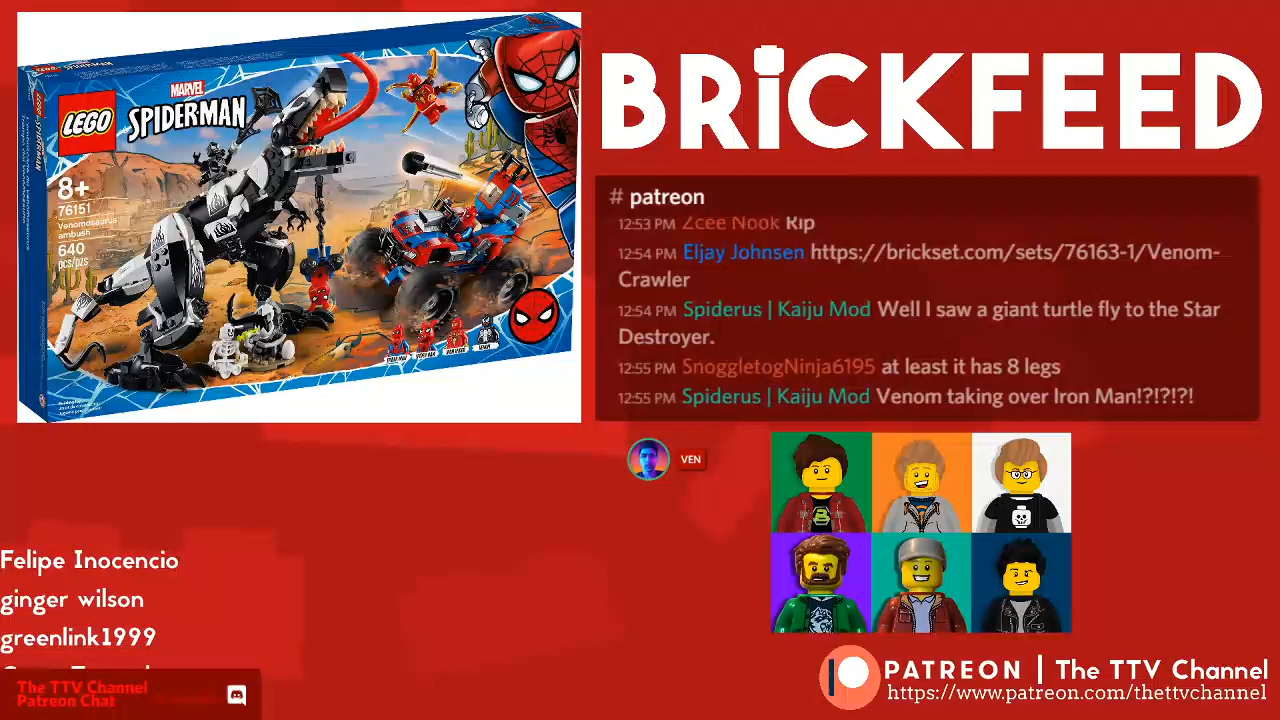 LEGO
MARVEL
SPIDERMAN
8+
76151
Venomosaurus
ambush
640
pcs/pzs
BRiCKFEED
# patreon
12:53 PM Zcee Nook Rip
12:54 PM Eljay Johnsen https://brickset.com/sets/76163-1/Venom-
Crawler
12:54 PM Spiderus | Kaiju Mod Well I saw a giant turtle fly to the Star
Destroyer.
12:55 PM SnoggletogNinja6195 at least it has 8 legs
12:55 PM Spiderus | Kaiju Mod Venom taking over Iron Man!?!?!?!
VEN
Felipe Inocencio
ginger wilson
greenlink1999
The TTV Channel
Patreon Chat
PATREON | The TTV Channel
https://www.patreon.com/thettvchannel